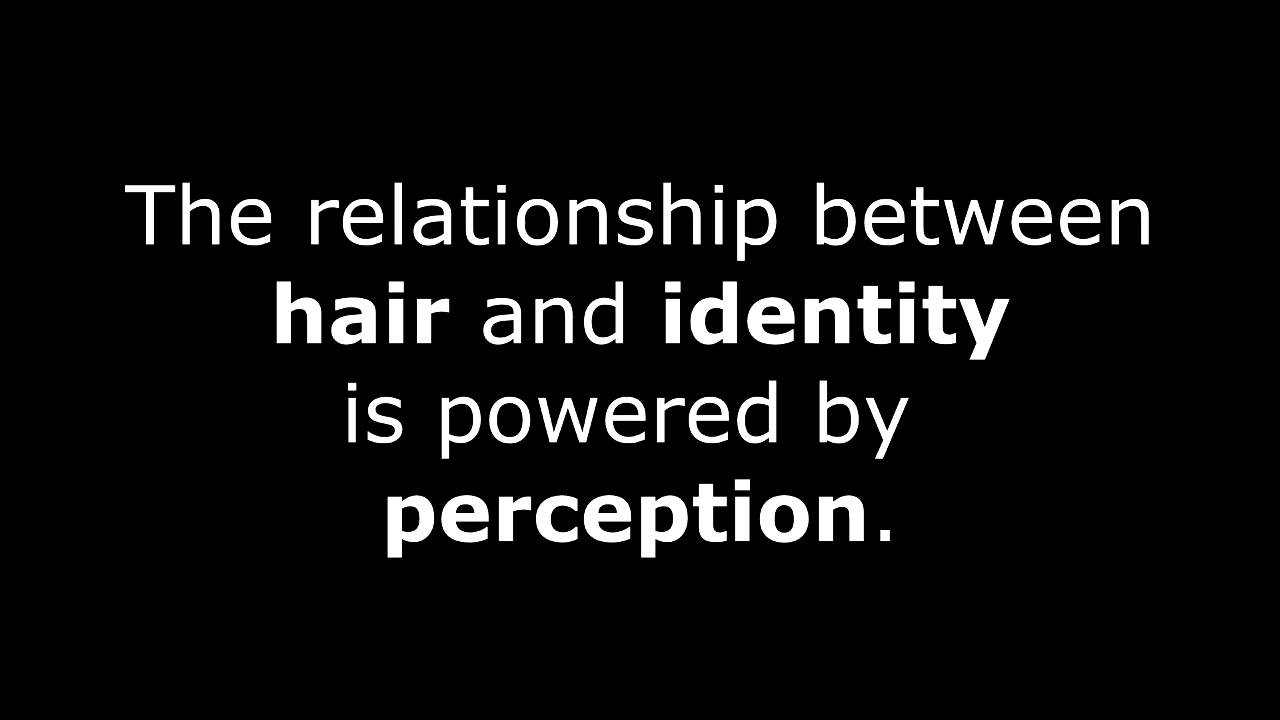 The relationship between
hair and identity
is powered by
perception.